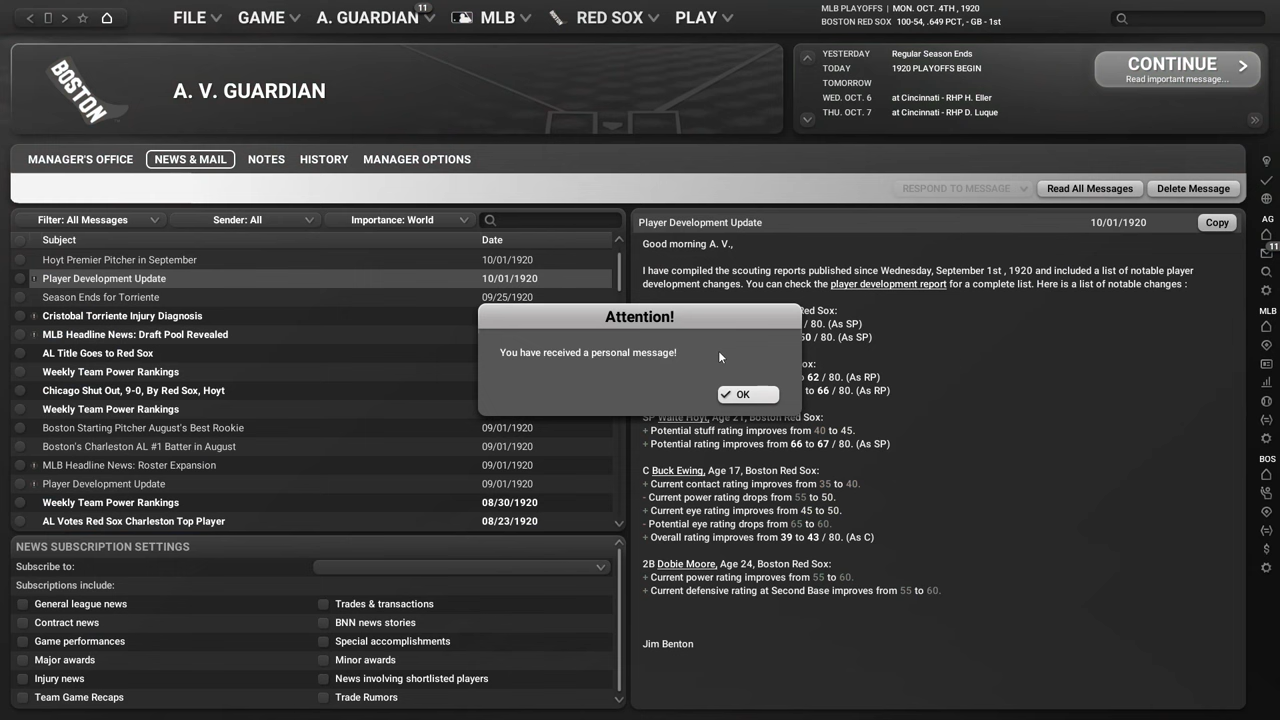 FILE
GAME
A. GUARDIAN
11
MLB
RED SOX
PLAY
MLB PLAYOFFS | MON. OCT. 4TH , 1920
BOSTON RED SOX 100-54, .649 PCT, - GB - 1st
BOSTON
A. V. GUARDIAN
YESTERDAY Regular Season Ends
TODAY 1920 PLAYOFFS BEGIN
TOMORROW
WED. OCT. 6 at Cincinnati - RHP H. Eller
THU. OCT. 7 at Cincinnati - RHP D. Luque
CONTINUE
Read important message...
MANAGER'S OFFICE
NEWS & MAIL
NOTES
HISTORY
MANAGER OPTIONS
RESPOND TO MESSAGE
Read All Messages
Delete Message
Filter: All Messages
Sender: All
Importance: World
Subject Date
Hoyt Premier Pitcher in September 10/01/1920
Player Development Update 10/01/1920
Season Ends for Torriente 09/25/1920
Cristobal Torriente Injury Diagnosis
MLB Headline News: Draft Pool Revealed
AL Title Goes to Red Sox
Weekly Team Power Rankings
Chicago Shut Out, 9-0, By Red Sox, Hoyt
Weekly Team Power Rankings
Boston Starting Pitcher August's Best Rookie 09/01/1920
Boston's Charleston AL #1 Batter in August 09/01/1920
MLB Headline News: Roster Expansion 09/01/1920
Player Development Update 09/01/1920
Weekly Team Power Rankings 08/30/1920
AL Votes Red Sox Charleston Top Player 08/23/1920
NEWS SUBSCRIPTION SETTINGS
Subscribe to:
Subscriptions include:
General league news Trades & transactions
Contract news BNN news stories
Game performances Special accomplishments
Major awards Minor awards
Injury news News involving shortlisted players
Team Game Recaps Trade Rumors
Player Development Update 10/01/1920
Copy
Good morning A. V.,
I have compiled the scouting reports published since Wednesday, September 1st , 1920 and included a list of notable player
development changes. You can check the player development report for a complete list. Here is a list of notable changes :
ed Sox:
/ 80. (As SP)
50 / 80. (As SP)
ox:
62 / 80. (As RP)
to 66 / 80. (As RP)
SP Waite Hoyt, Age 21, Boston Red Sox:
+ Potential stuff rating improves from 40 to 45.
+ Potential rating improves from 66 to 67 / 80. (As SP)
C Buck Ewing, Age 17, Boston Red Sox:
+ Current contact rating improves from 35 to 40.
- Current power rating drops from 55 to 50.
+ Current eye rating improves from 45 to 50.
- Potential eye rating drops from 65 to 60.
+ Overall rating improves from 39 to 43 / 80. (As C)
2B Dobie Moore, Age 24, Boston Red Sox:
+ Current power rating improves from 55 to 60.
+ Current defensive rating at Second Base improves from 55 to 60.
Jim Benton
Attention!
You have received a personal message!
OK
AG
11
MLB
BOS